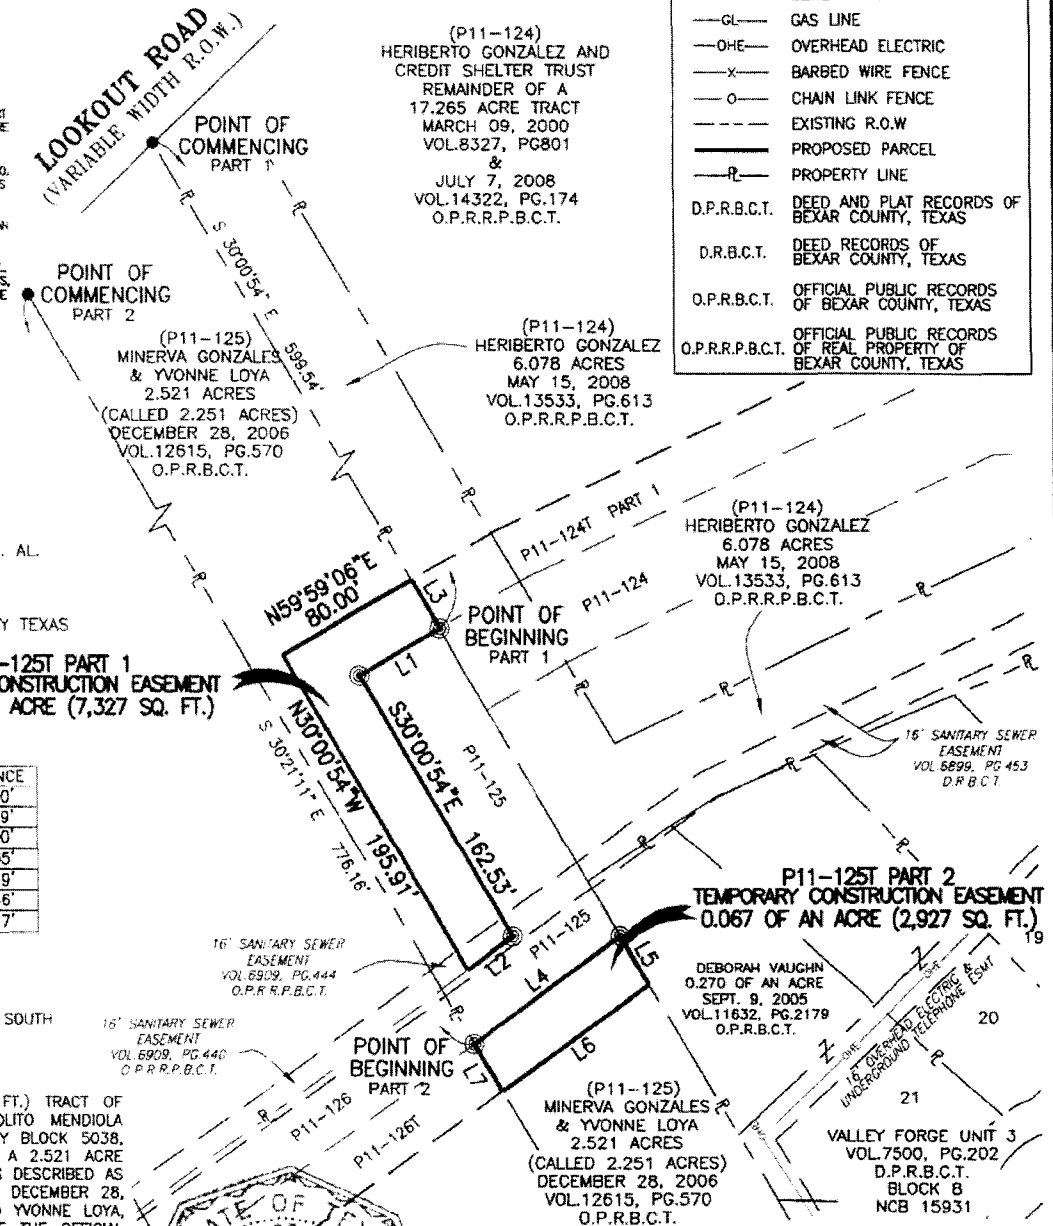 LOOKOUT ROAD
(VARIABLE WIDTH R.O.W.)
POINT OF
COMMENCING
PART 1
(P11-124)
HERIBERTO GONZALEZ AND
CREDIT SHELTER TRUST
REMAINDER OF A
17.265 ACRE TRACT
MARCH 09, 2000
VOL.8327, PG801
&
JULY 7, 2008
VOL.14322, PG.174
O.P.R.R.P.B.C.T.
GL GAS LINE
OHE OVERHEAD ELECTRIC
X BARBED WIRE FENCE
O CHAIN LINK FENCE
EXISTING R.O.W
PROPOSED PARCEL
PL PROPERTY LINE
D.P.R.B.C.T. DEED AND PLAT RECORDS OF
BEXAR COUNTY, TEXAS
D.R.B.C.T. DEED RECORDS OF
BEXAR COUNTY, TEXAS
O.P.R.B.C.T. OFFICIAL PUBLIC RECORDS
OF BEXAR COUNTY, TEXAS
O.P.R.R.P.B.C.T. OFFICIAL PUBLIC RECORDS
OF REAL PROPERTY OF
BEXAR COUNTY, TEXAS
POINT OF
COMMENCING
PART 2
S 30°00'54" E 599.54'
(P11-125)
MINERVA GONZALES
& YVONNE LOYA
2.521 ACRES
(CALLED 2.251 ACRES)
DECEMBER 28, 2006
VOL.12615, PG.570
O.P.R.B.C.T.
(P11-124)
HERIBERTO GONZALEZ
6.078 ACRES
MAY 15, 2008
VOL.13533, PG.613
O.P.R.R.P.B.C.T.
P11-124T PART 1
P11-124
(P11-124)
HERIBERTO GONZALEZ
6.078 ACRES
MAY 15, 2008
VOL.13533, PG.613
O.P.R.R.P.B.C.T.
. AL.
Y TEXAS
N59°59'06"E
80.00'
L3
L1
POINT OF
BEGINNING
PART 1
-125T PART 1
ONSTRUCTION EASEMENT
ACRE (7,327 SQ. FT.)
N30°00'54"W 195.91'
S30°00'54"E 162.53'
S 30°21'11" E 776.16'
P11-125
16' SANITARY SEWER
EASEMENT
VOL.6899, PG.453
D.R.B.C.T.
NCE
0'
9'
0'
5'
9'
6'
7'
P11-125T PART 2
TEMPORARY CONSTRUCTION EASEMENT
0.067 OF AN ACRE (2,927 SQ. FT.)
19
16' SANITARY SEWER
EASEMENT
VOL.6909, PG.444
O.P.R.R.P.B.C.T.
L2
P11-125
L4
L5
L6
L7
DEBORAH VAUGHN
0.270 OF AN ACRE
SEPT. 9, 2005
VOL.11632, PG.2179
O.P.R.B.C.T.
16' OVERHEAD ELECTRIC &
UNDERGROUND TELEPHONE ESMT
20
21
SOUTH
16' SANITARY SEWER
EASEMENT
VOL.6909, PG.440
O.P.R.R.P.B.C.T.
POINT OF
BEGINNING
PART 2
P11-126
P11-126T
(P11-125)
MINERVA GONZALES
& YVONNE LOYA
2.521 ACRES
(CALLED 2.251 ACRES)
DECEMBER 28, 2006
VOL.12615, PG.570
O.P.R.B.C.T.
VALLEY FORGE UNIT 3
VOL.7500, PG.202
D.P.R.B.C.T.
BLOCK B
NCB 15931
FT.) TRACT OF
OLITO MENDIOLA
Y BLOCK 5038,
A 2.521 ACRE
S DESCRIBED AS
DECEMBER 28,
YVONNE LOYA,
THE OFFICIAL